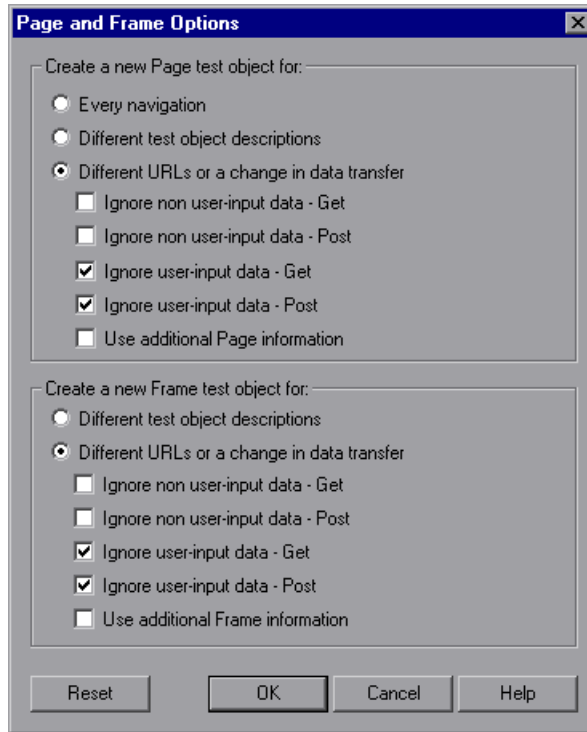 Page and Frame Options
Create a new Page test object for:
Every navigation
Different test object descriptions
Different URLs or a change in data transfer
Ignore non user-input data - Get
Ignore non user-input data - Post
Ignore user-input data - Get
Ignore user-input data - Post
Use additional Page information
Create a new Frame test object for:
Different test object descriptions
Different URLs or a change in data transfer
Ignore non user-input data - Get
Ignore non user-input data - Post
Ignore user-input data - Get
Ignore user-input data - Post
Use additional Frame information
Reset OK Cancel Help